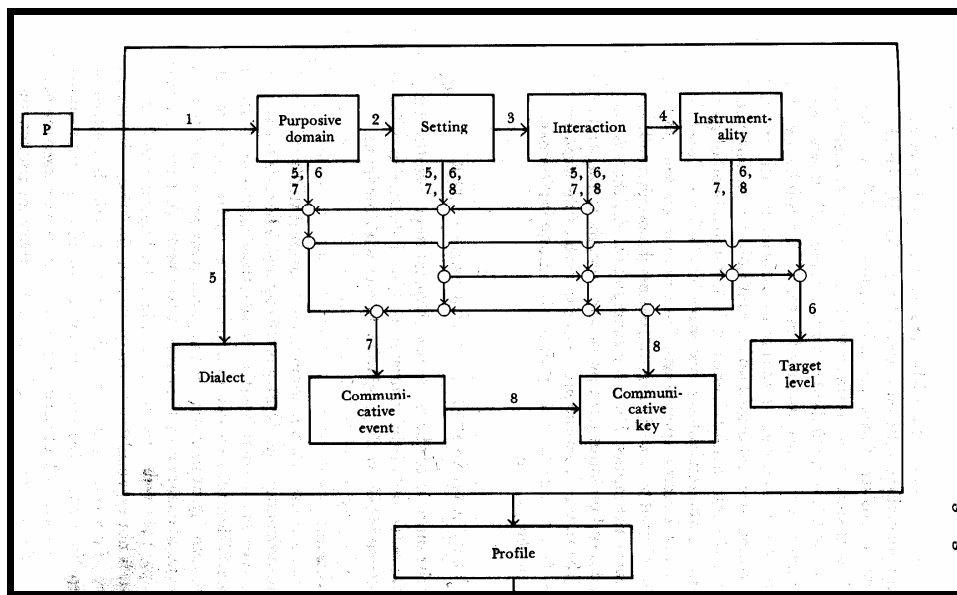 P
1
Purposive
domain
2
Setting
3
Interaction
4
Instrument-
ality
5, 6
7
5, 6,
7, 8
5, 6,
7, 8
6,
7, 8
5
6
7
8
Dialect
Communi-
cative
event
8
Communi-
cative
key
Target
level
Profile